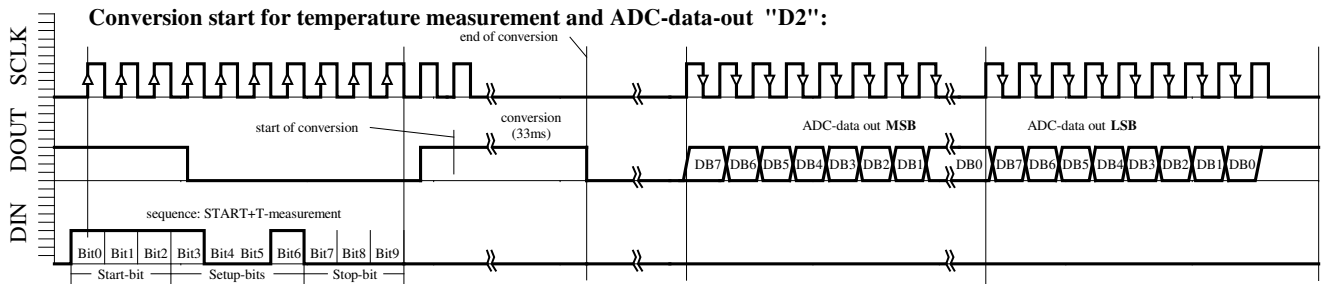 Conversion start for temperature measurement and ADC-data-out "D2":
end of conversion
SCLK
DOUT
start of conversion
conversion
(33ms)
ADC-data out MSB
ADC-data out LSB
DB7 DB6 DB5 DB4 DB3 DB2 DB1 DB0 DB7 DB6 DB5 DB4 DB3 DB2 DB1 DB0
DIN
sequence: START+T-measurement
Bit0 Bit1 Bit2 Bit3 Bit4 Bit5 Bit6 Bit7 Bit8 Bit9
Start-bit Setup-bits Stop-bit